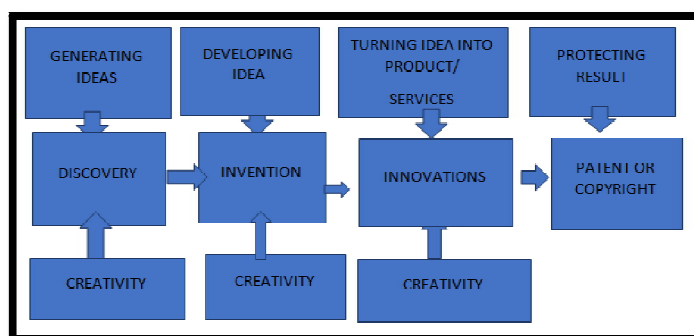 GENERATING
IDEAS
DEVELOPING
IDEA
TURNING IDEA INTO
PRODUCT/
SERVICES
PROTECTING
RESULT
DISCOVERY
INVENTION
INNOVATIONS
PATENT OR
COPYRIGHT
CREATIVITY
CREATIVITY
CREATIVITY